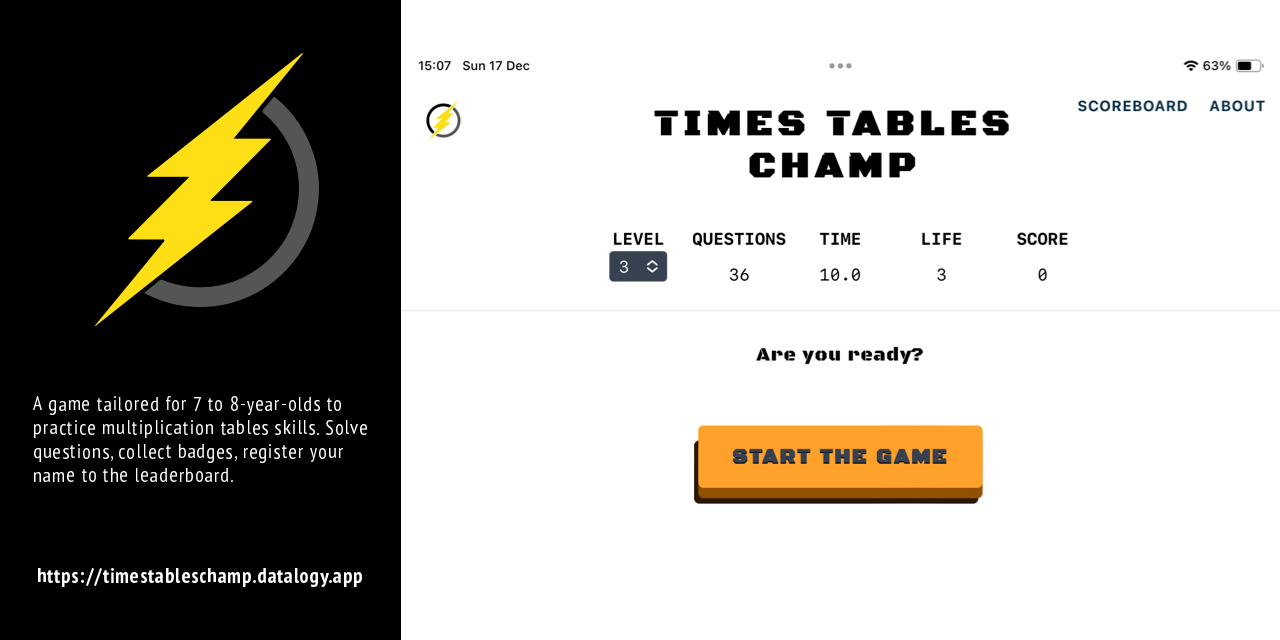 A game tailored for 7 to 8-year-olds to
practice multiplication tables skills. Solve
questions, collect badges, register your
name to the leaderboard.
https://timestableschamp.datalogy.app
15:07 Sun 17 Dec
63%
SCOREBOARD ABOUT
TIMES TABLES
CHAMP
LEVEL QUESTIONS TIME LIFE SCORE
3 36 10.0 3 0
Are you ready?
START THE GAME